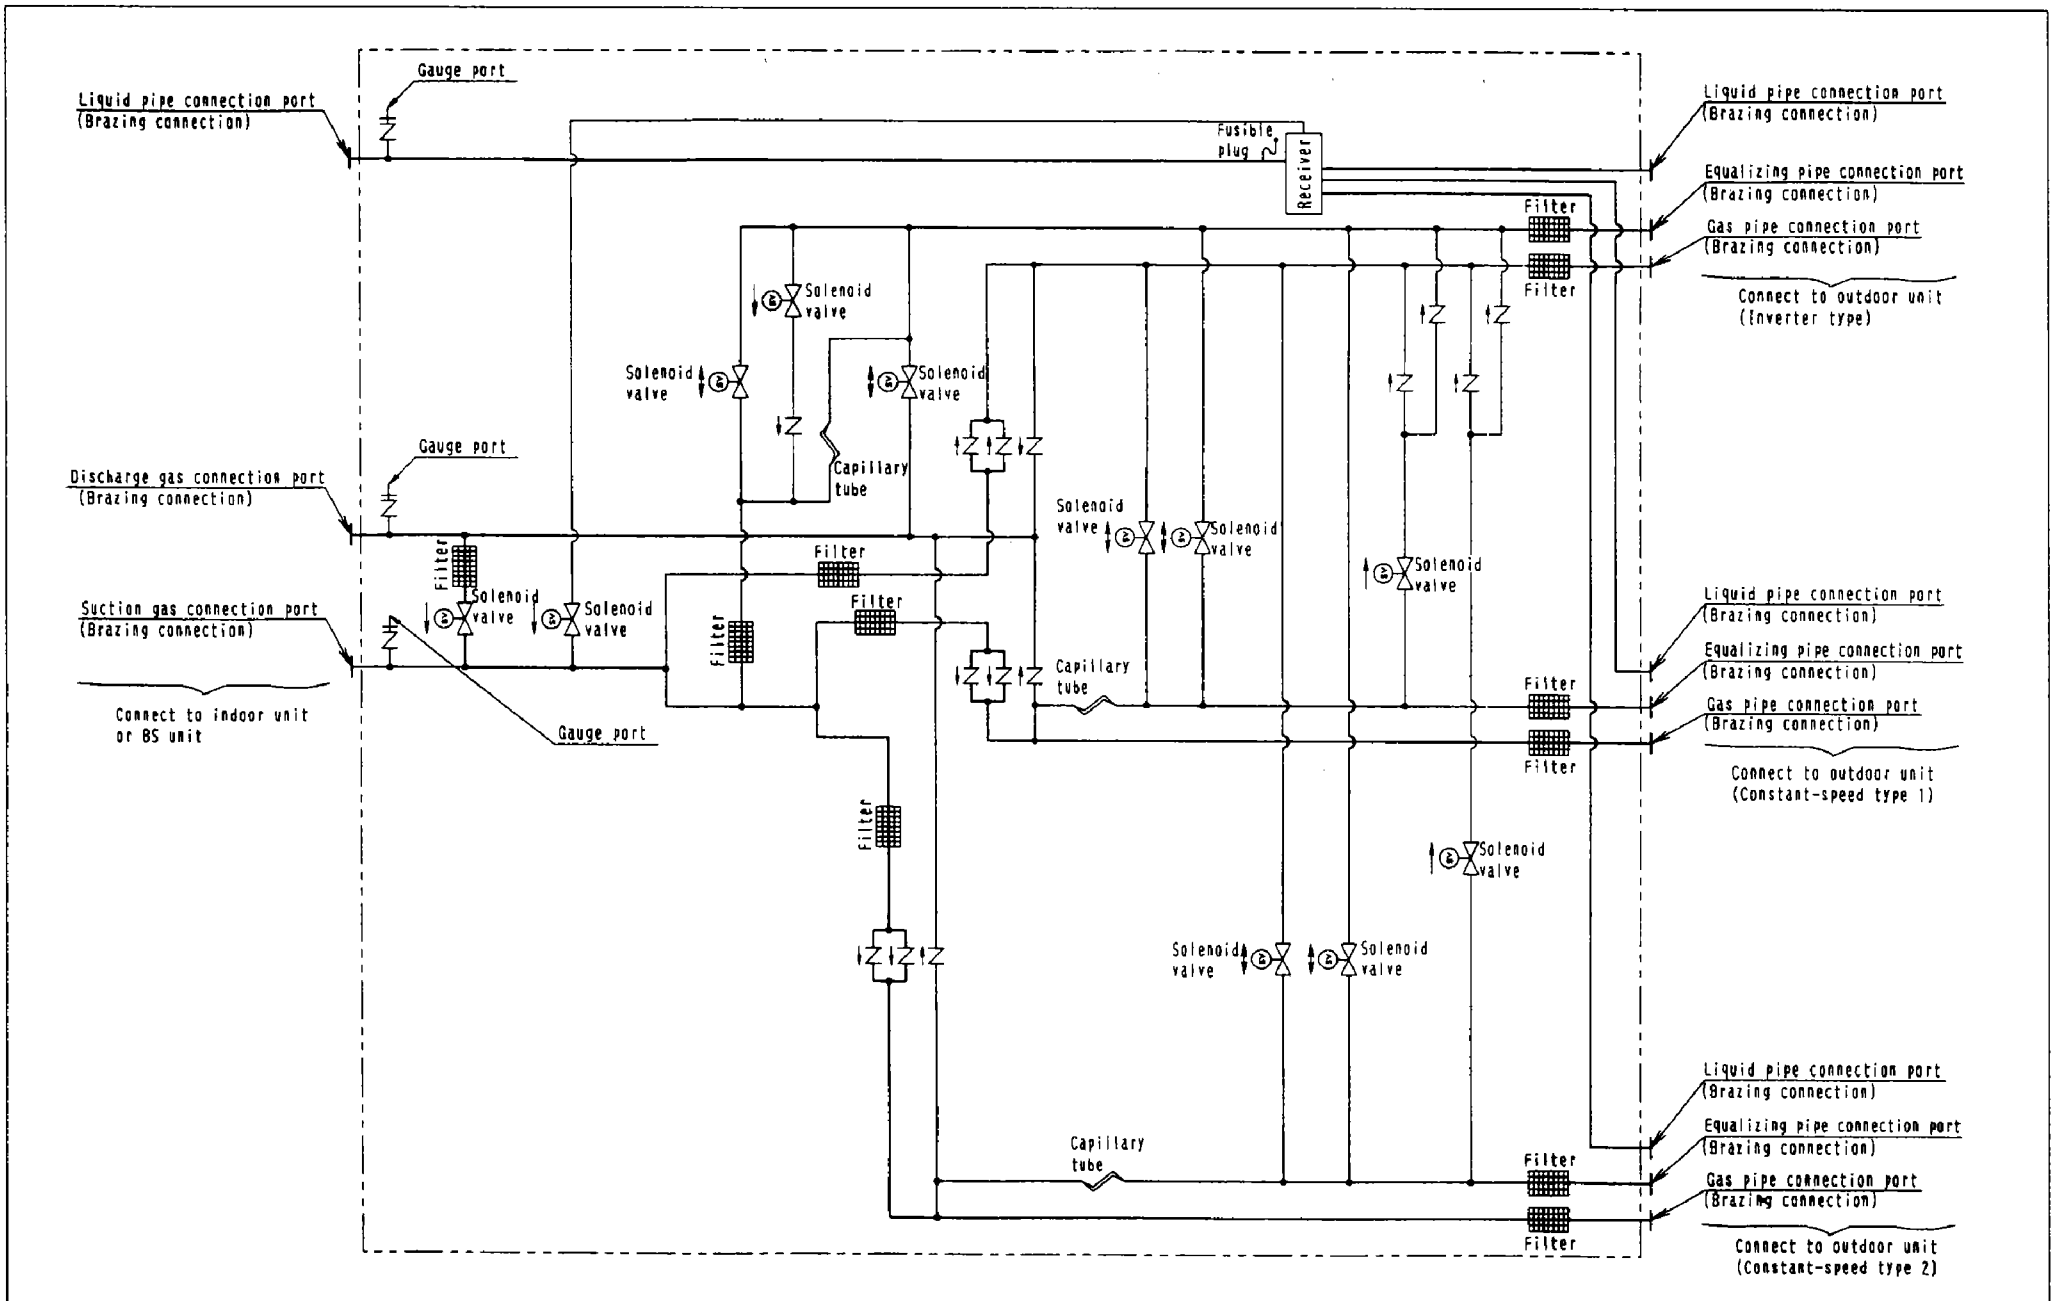 Gauge port
Liquid pipe connection port
(Brazing connection)
Fusible
plug
Receiver
Liquid pipe connection port
(Brazing connection)
Equalizing pipe connection port
(Brazing connection)
Filter
Gas pipe connection port
(Brazing connection)
Filter
Connect to outdoor unit
(Inverter type)
Solenoid
valve
Solenoid
valve
Solenoid
valve
Gauge port
Capillary
tube
Discharge gas connection port
(Brazing connection)
Solenoid
valve
Solenoid
valve
Filter
Filter
Solenoid
valve
Suction gas connection port
(Brazing connection)
Solenoid
valve
Solenoid
valve
Filter
Filter
Liquid pipe connection port
(Brazing connection)
Equalizing pipe connection port
(Brazing connection)
Capillary
tube
Filter
Gas pipe connection port
(Brazing connection)
Connect to indoor unit
or BS unit
Gauge port
Filter
Connect to outdoor unit
(Constant-speed type 1)
Filter
Solenoid
valve
Solenoid
valve
Solenoid
valve
Liquid pipe connection port
(Brazing connection)
Equalizing pipe connection port
(Brazing connection)
Capillary
tube
Filter
Gas pipe connection port
(Brazing connection)
Filter
Connect to outdoor unit
(Constant-speed type 2)